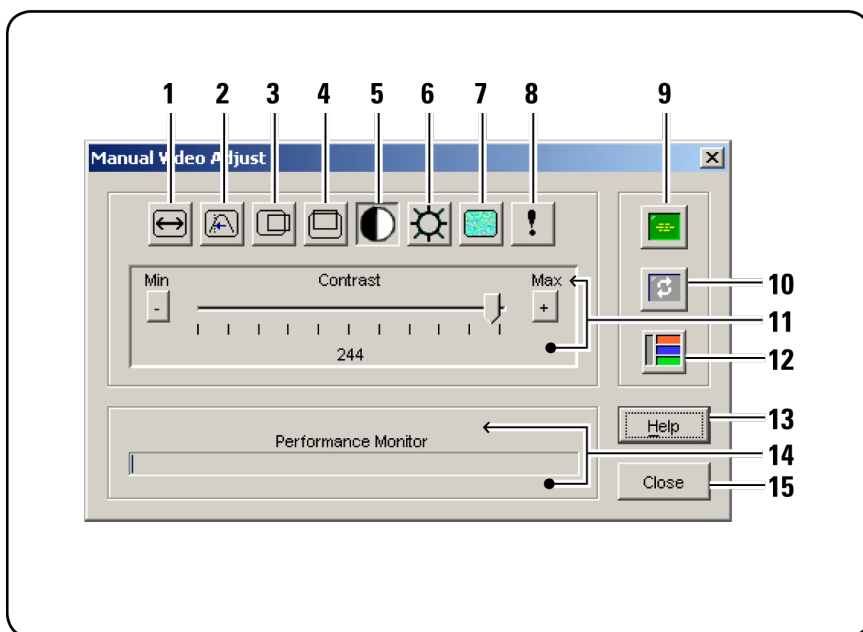 1 2 3 4 5 6 7 8 9
Manual Video Adjust
10
Min Contrast Max
- +
11
244
12
Help 13
Performance Monitor
14
Close 15